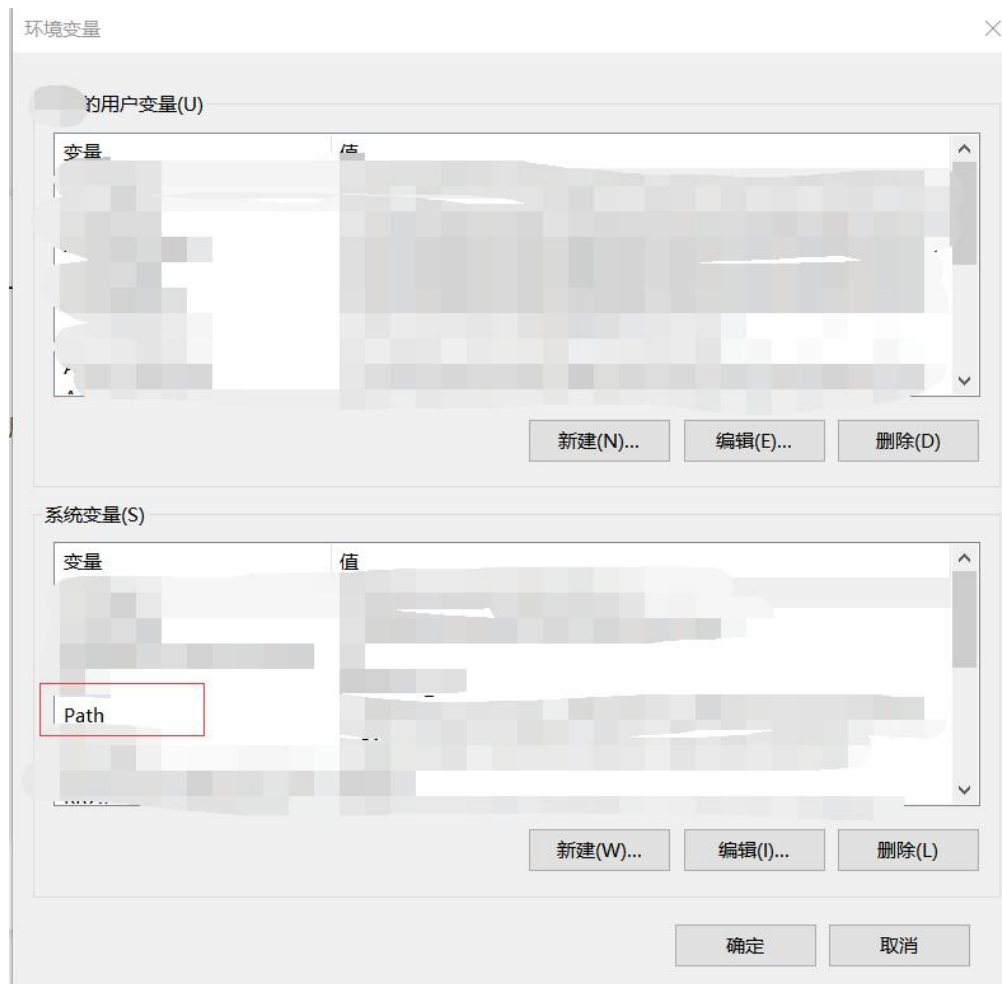 环境变量
的用户变量(U)
变量 值
新建(N)... 编辑(E)... 删除(D)
系统变量(S)
变量 值
Path
新建(W)... 编辑(I)... 删除(L)
确定 取消